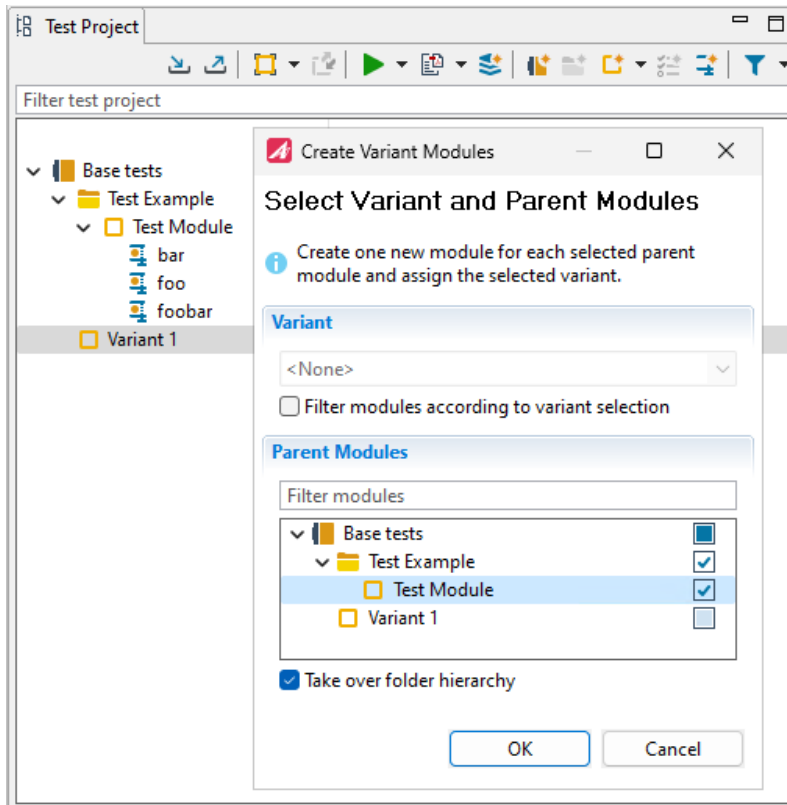 Test Project
Filter test project
Base tests
Test Example
Test Module
bar
foo
foobar
Variant 1
Create Variant Modules
Select Variant and Parent Modules
Create one new module for each selected parent
module and assign the selected variant.
Variant
<None>
Filter modules according to variant selection
Parent Modules
Filter modules
Base tests
Test Example
Test Module
Variant 1
Take over folder hierarchy
OK
Cancel